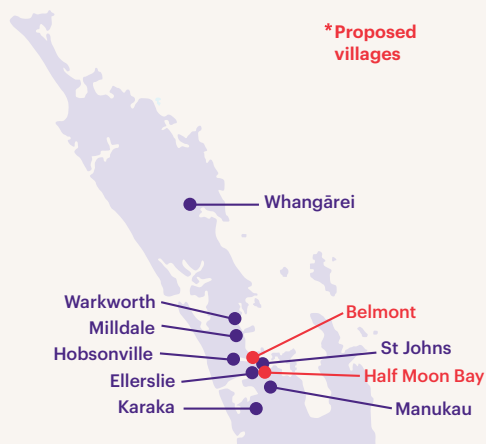 *Proposed
villages
Whangārei
Warkworth
Belmont
Milldale
St Johns
Hobsonville
Half Moon Bay
Ellerslie
Karaka
Manukau